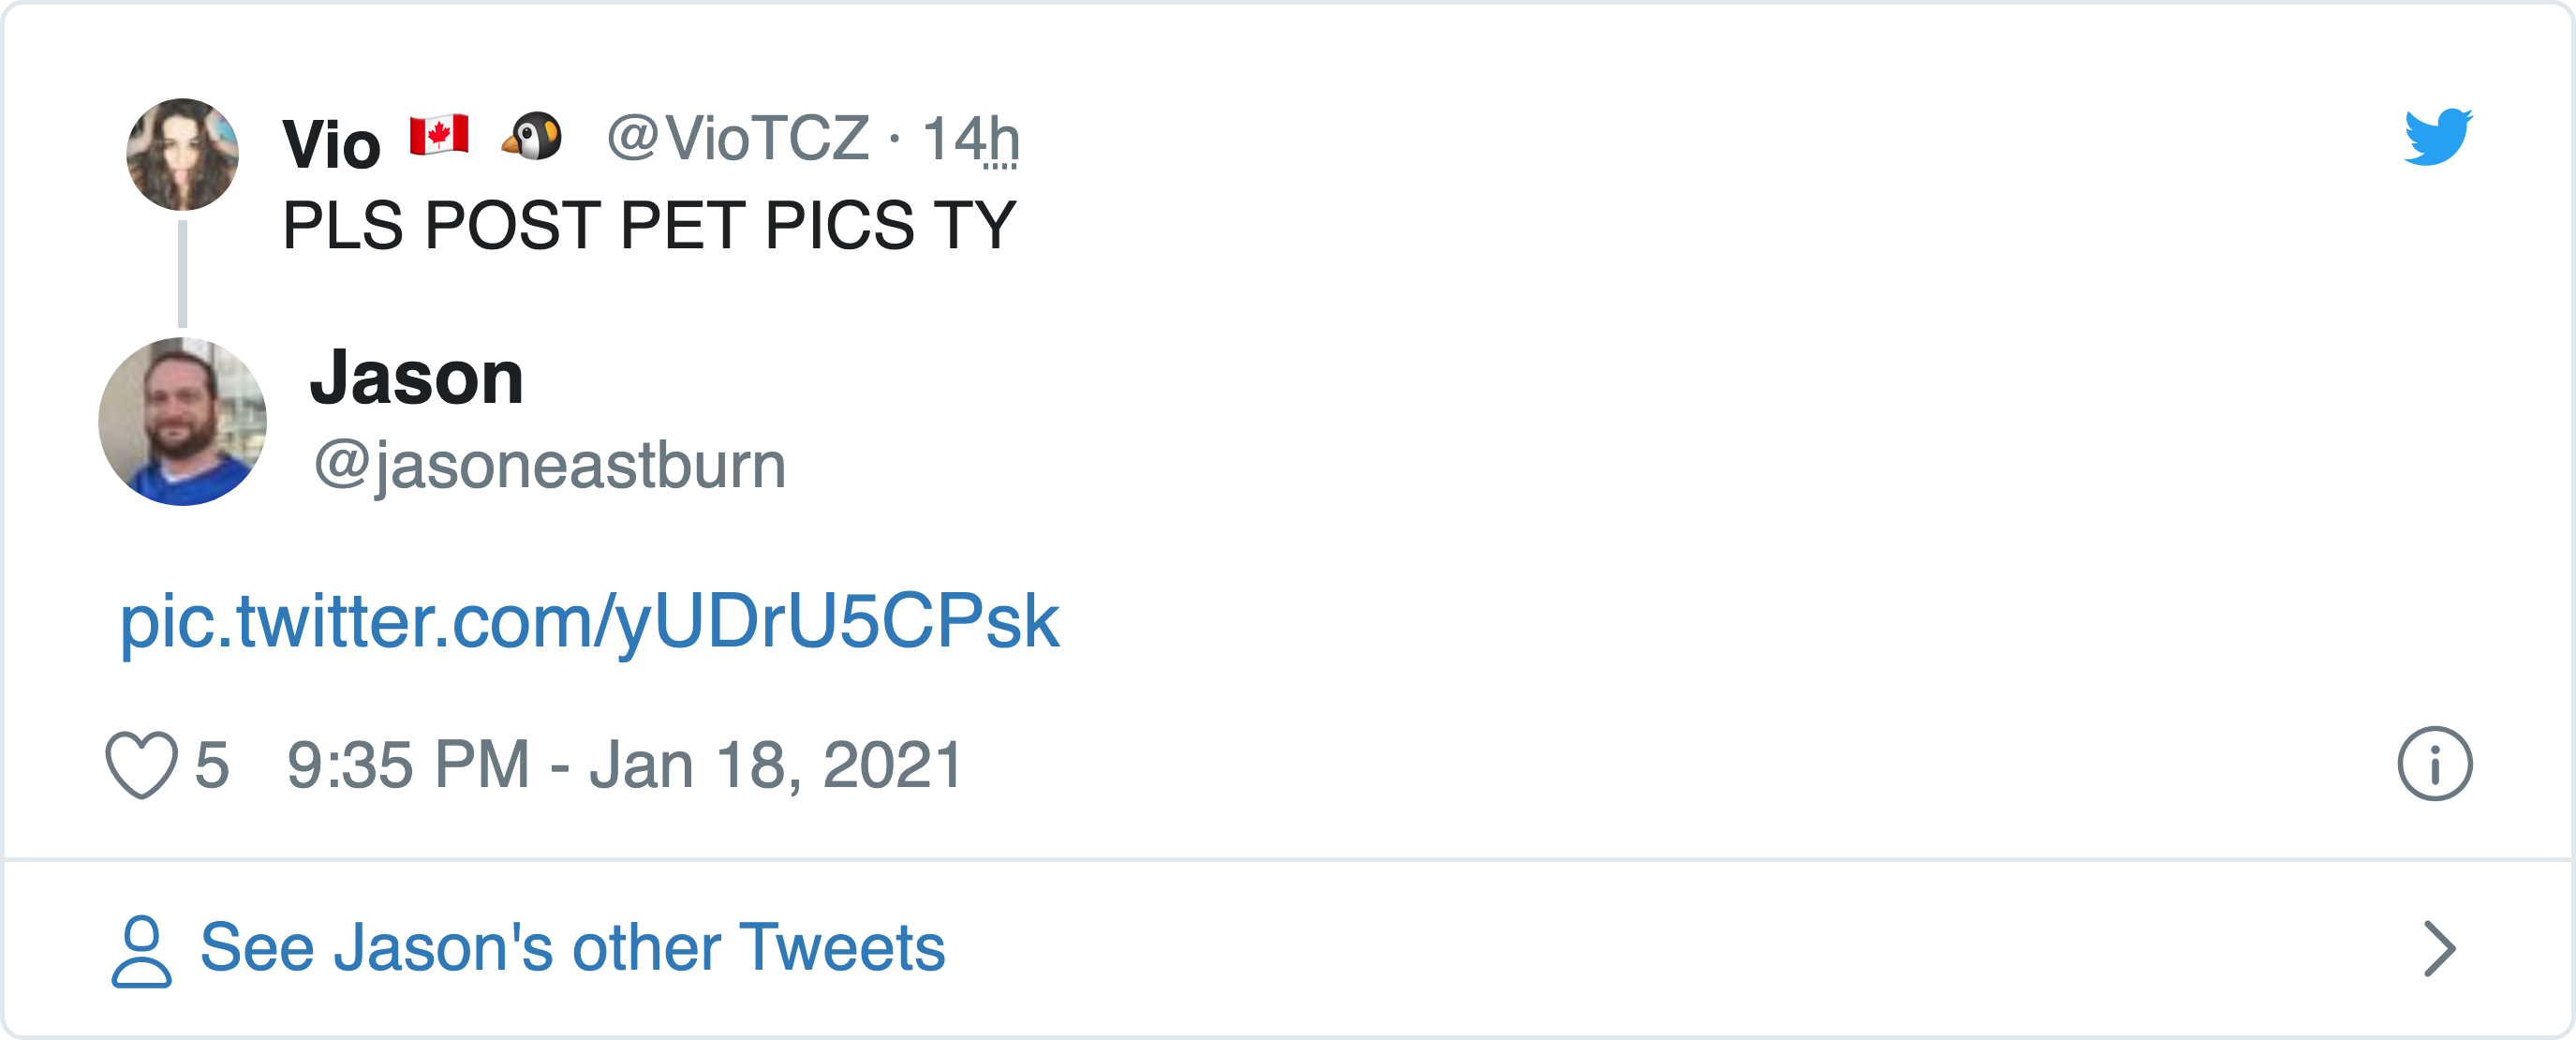 Vio 🇨🇦 🐧 @VioTCZ · 14h
PLS POST PET PICS TY
Jason
@jasoneastburn
pic.twitter.com/yUDrU5CPsk
5 9:35 PM - Jan 18, 2021
See Jason's other Tweets